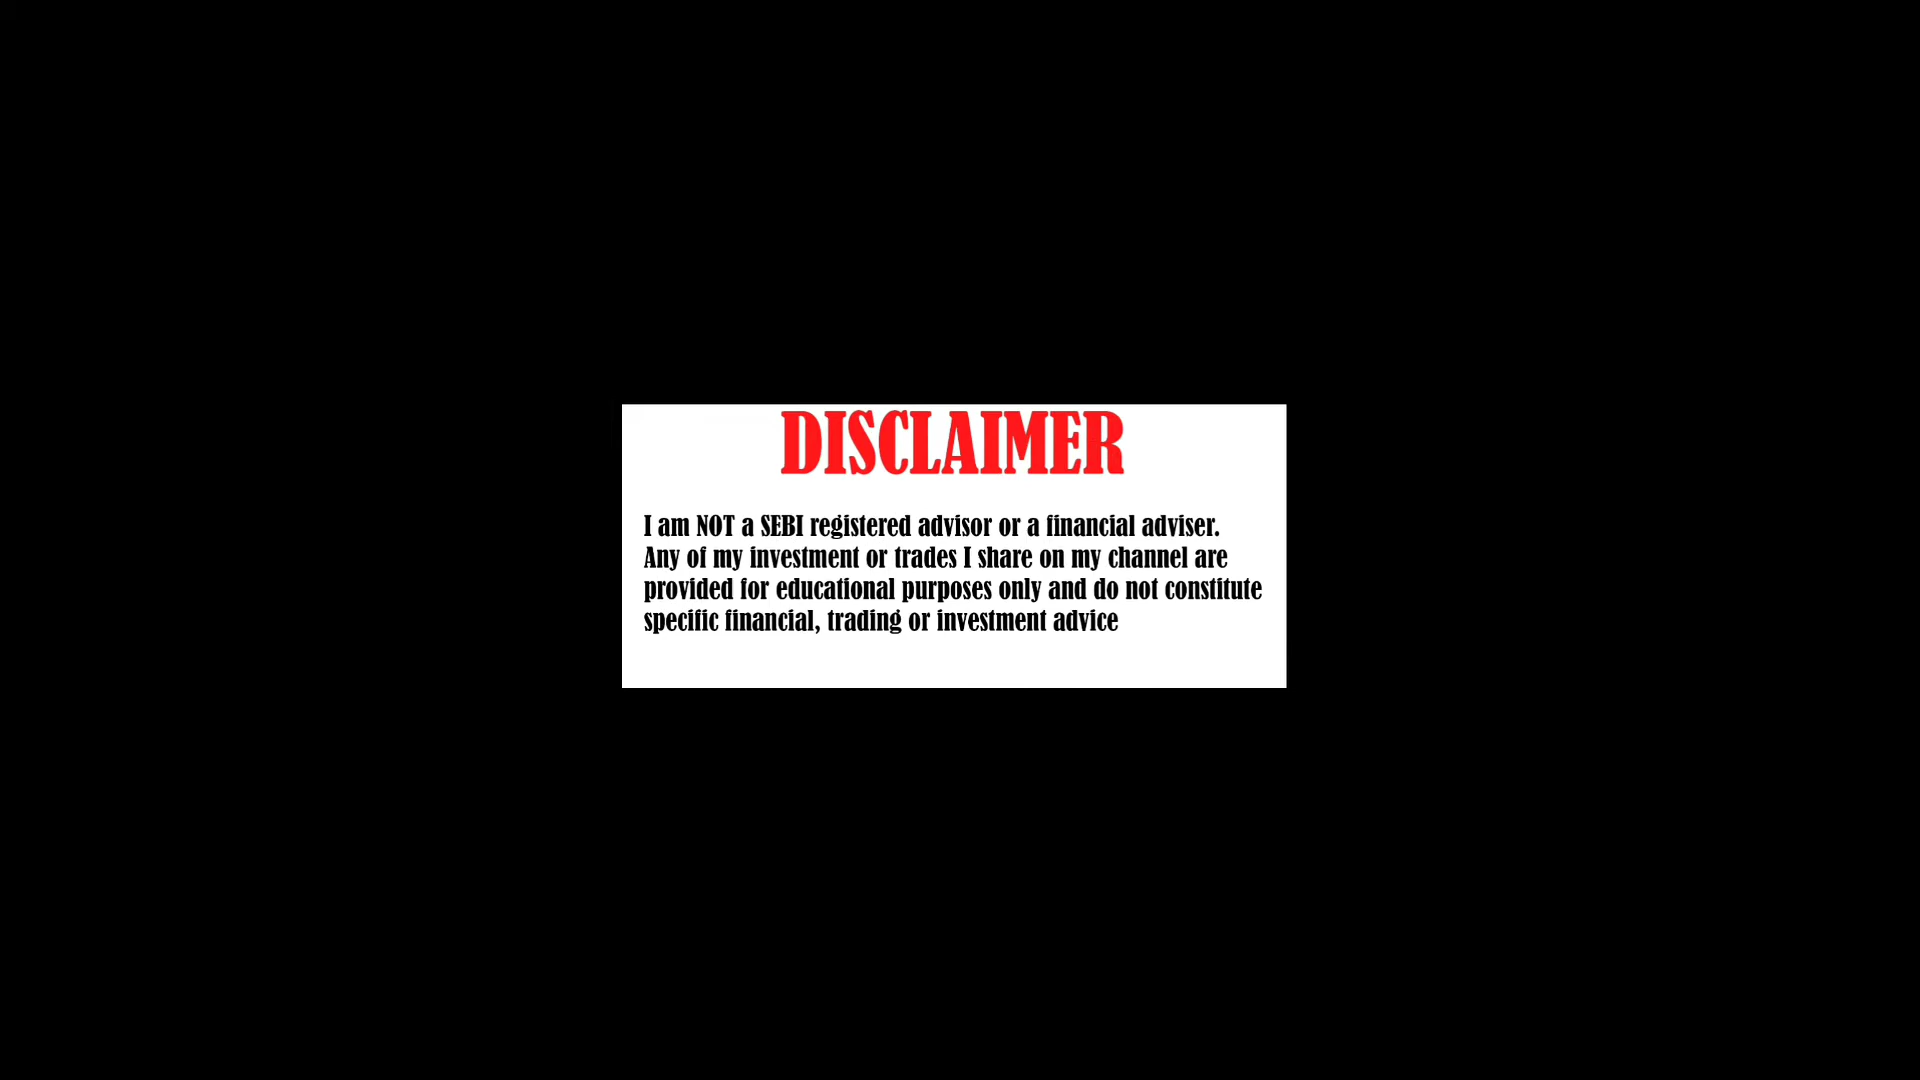 DISCLAIMER
I am NOT a SEBI registered advisor or a financial adviser.
Any of my investment or trades I share on my channel are
provided for educational purposes only and do not constitute
specific financial, trading or investment advice